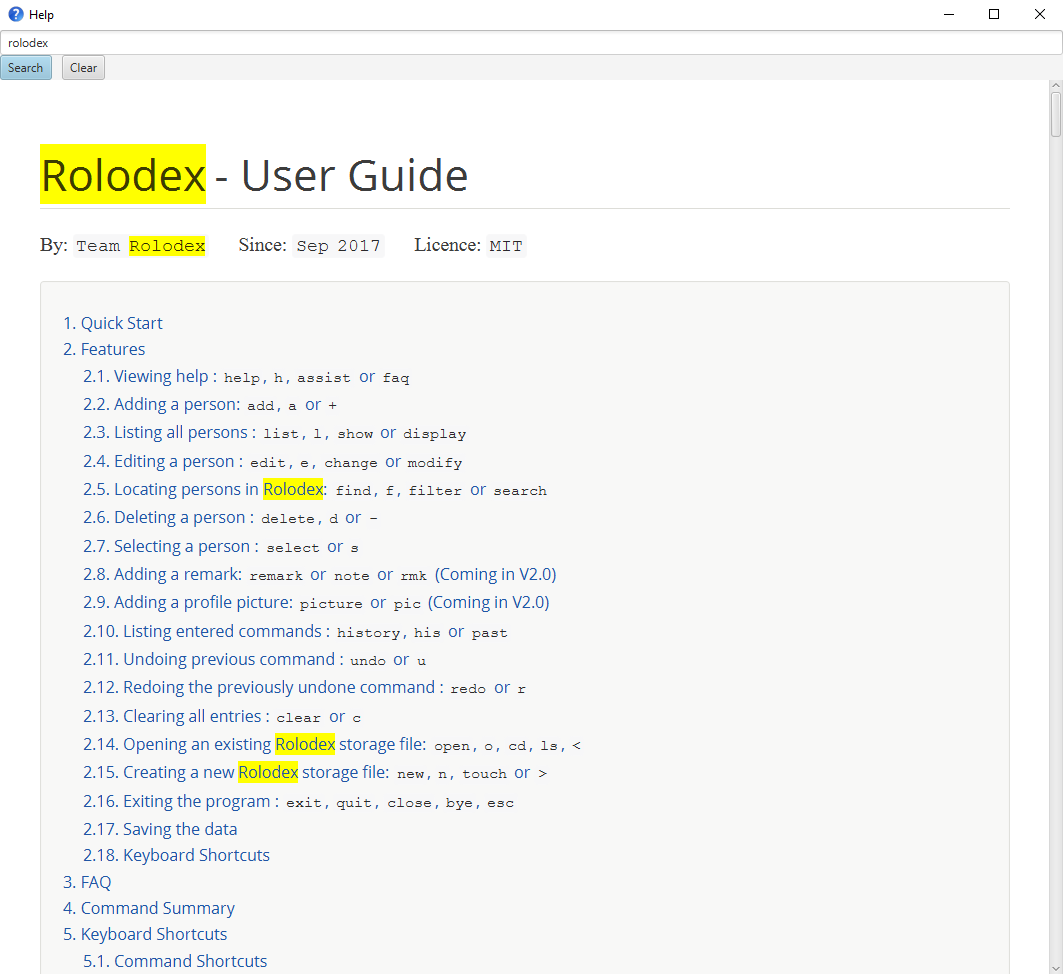 Help
rolodex
Search Clear
Rolodex - User Guide
By: Team Rolodex Since: Sep 2017 Licence: MIT
1. Quick Start
2. Features
2.1. Viewing help : help, h, assist or faq
2.2. Adding a person: add, a or +
2.3. Listing all persons : list, l, show or display
2.4. Editing a person : edit, e, change or modify
2.5. Locating persons in Rolodex: find, f, filter or search
2.6. Deleting a person : delete, d or -
2.7. Selecting a person : select or s
2.8. Adding a remark: remark or note or rmk (Coming in V2.0)
2.9. Adding a profile picture: picture or pic (Coming in V2.0)
2.10. Listing entered commands : history, his or past
2.11. Undoing previous command : undo or u
2.12. Redoing the previously undone command : redo or r
2.13. Clearing all entries : clear or c
2.14. Opening an existing Rolodex storage file: open, o, cd, ls, <
2.15. Creating a new Rolodex storage file: new, n, touch or >
2.16. Exiting the program : exit, quit, close, bye, esc
2.17. Saving the data
2.18. Keyboard Shortcuts
3. FAQ
4. Command Summary
5. Keyboard Shortcuts
5.1. Command Shortcuts